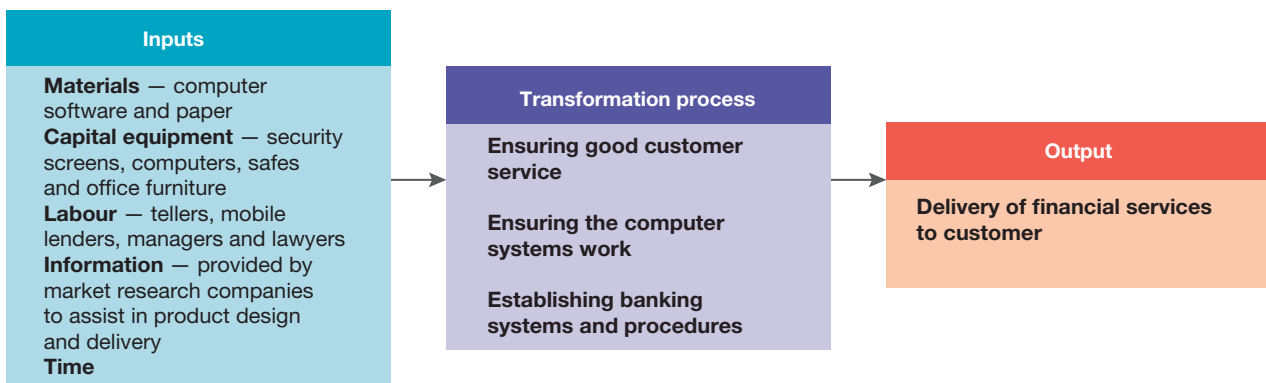 Inputs
Materials — computer
software and paper
Capital equipment — security
screens, computers, safes
and office furniture
Labour — tellers, mobile
lenders, managers and lawyers
Information — provided by
market research companies
to assist in product design
and delivery
Time
Transformation process
Ensuring good customer
service
Ensuring the computer
systems work
Establishing banking
systems and procedures
Output
Delivery of financial services
to customer